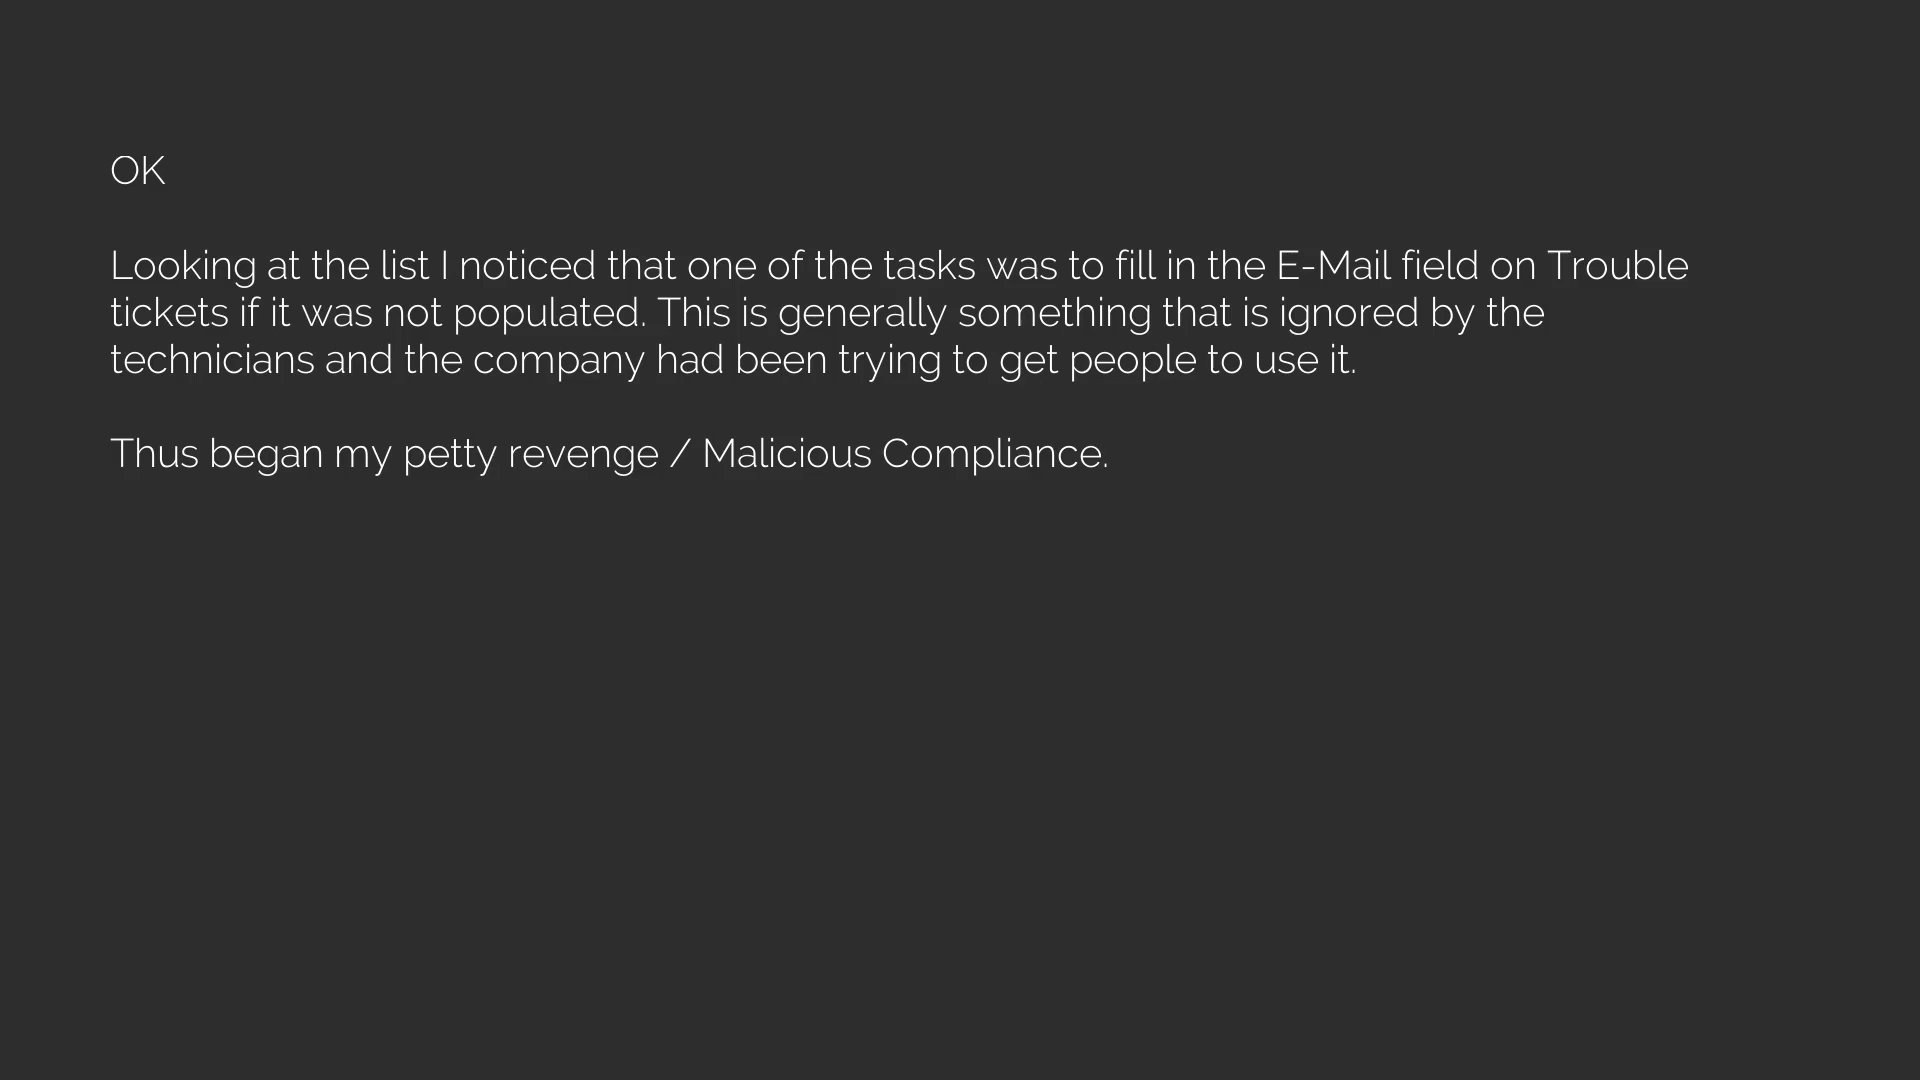 OK
Looking at the list I noticed that one of the tasks was to fill in the E-Mail field on Trouble
tickets if it was not populated. This is generally something that is ignored by the
technicians and the company had been trying to get people to use it.
Thus began my petty revenge / Malicious Compliance.